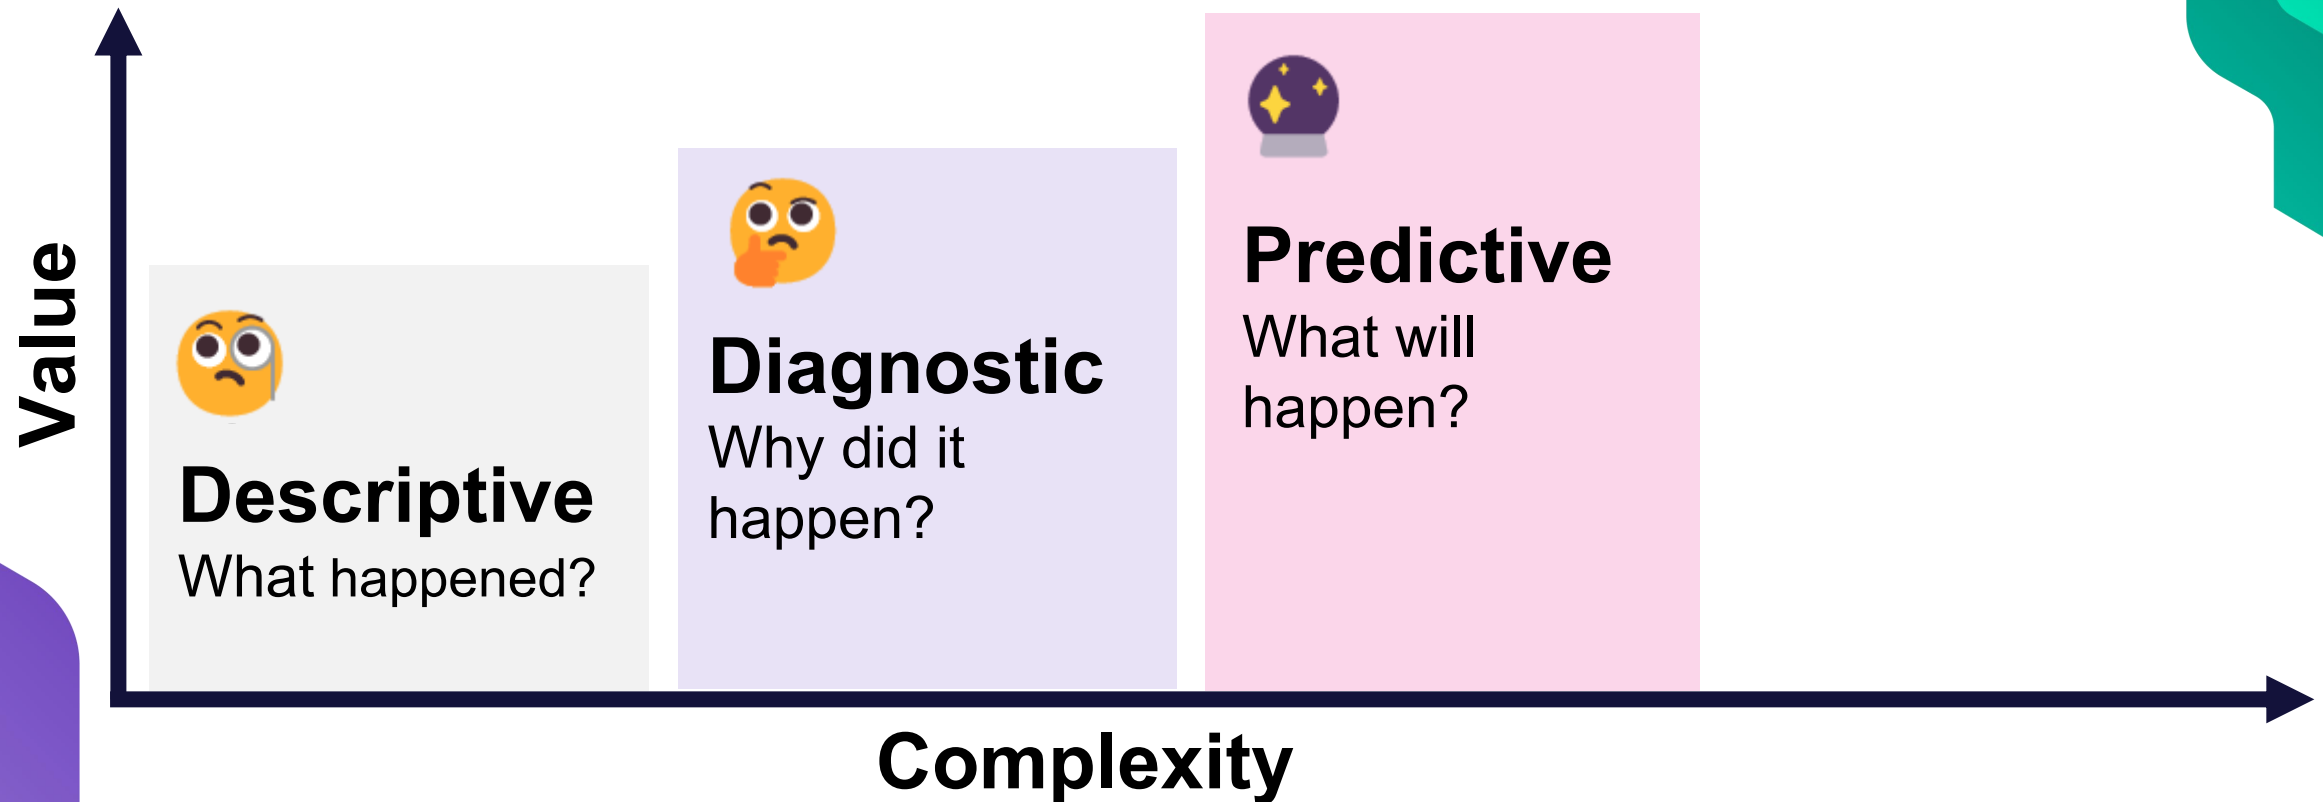 Value
Descriptive
What happened?
Diagnostic
Why did it
happen?
Predictive
What will
happen?
Complexity